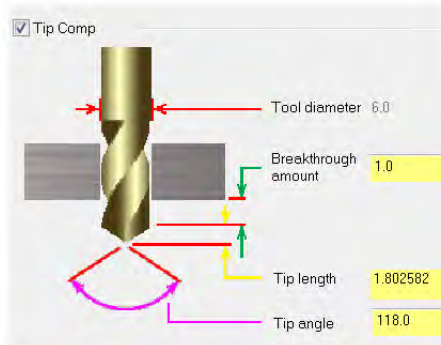 Tip Comp
Tool diameter 6.0
Breakthrough
amount 1.0
Tip length 1.802582
Tip angle 118.0